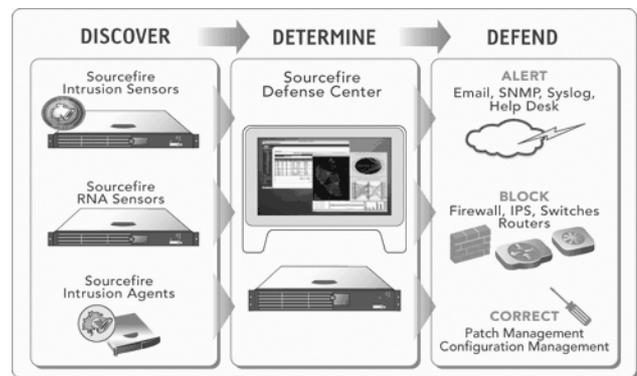 DISCOVER
DETERMINE
DEFEND
Sourcefire
Intrusion Sensors
Sourcefire
RNA Sensors
Sourcefire
Intrusion Agents
Sourcefire
Defense Center
ALERT
Email, SNMP, Syslog,
Help Desk
BLOCK
Firewall, IPS, Switches
Routers
CORRECT
Patch Management
Configuration Management